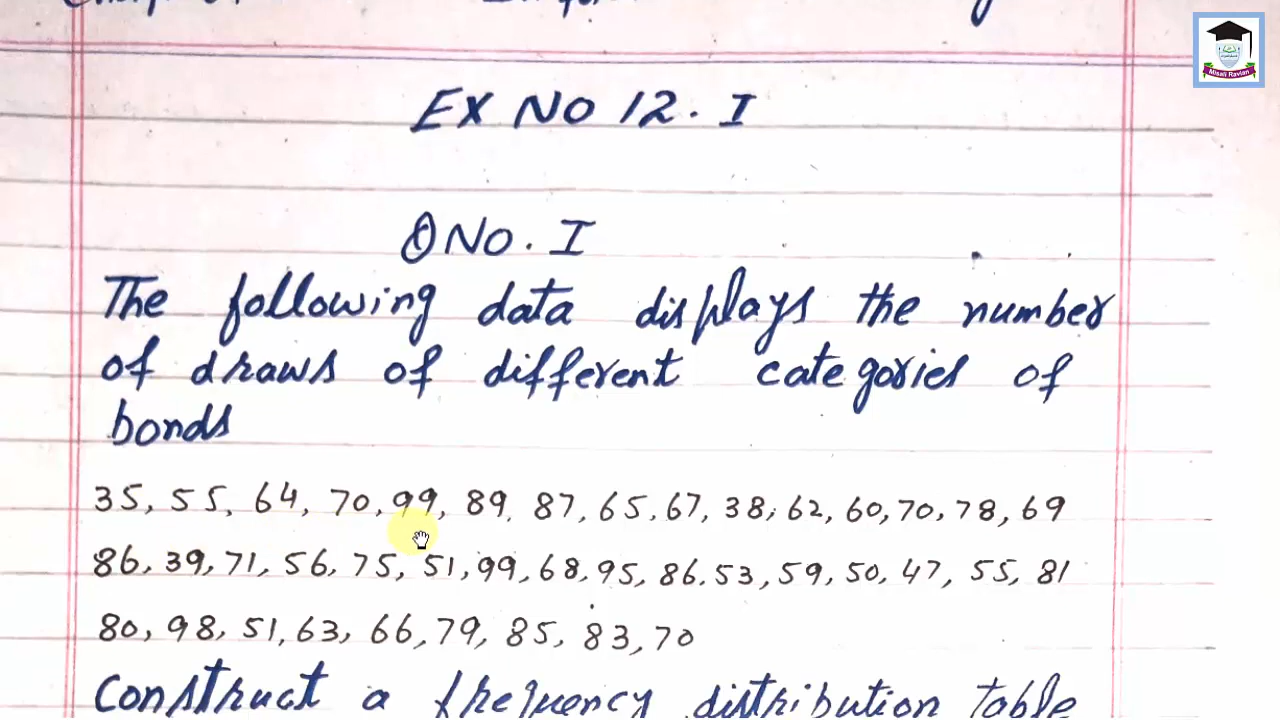 Misali Ravian
EX NO 12.I
Q No. I
The following data displays the number
of draws of different categories of
bonds
35, 55, 64, 70, 99, 89, 87, 65, 67, 38, 62, 60, 70, 78, 69
86, 39, 71, 56, 75, 51, 99, 68, 95, 86, 53, 59, 50, 47, 55, 81
80, 98, 51, 63, 66, 79, 85, 83, 70
Construct a frequency distribution table